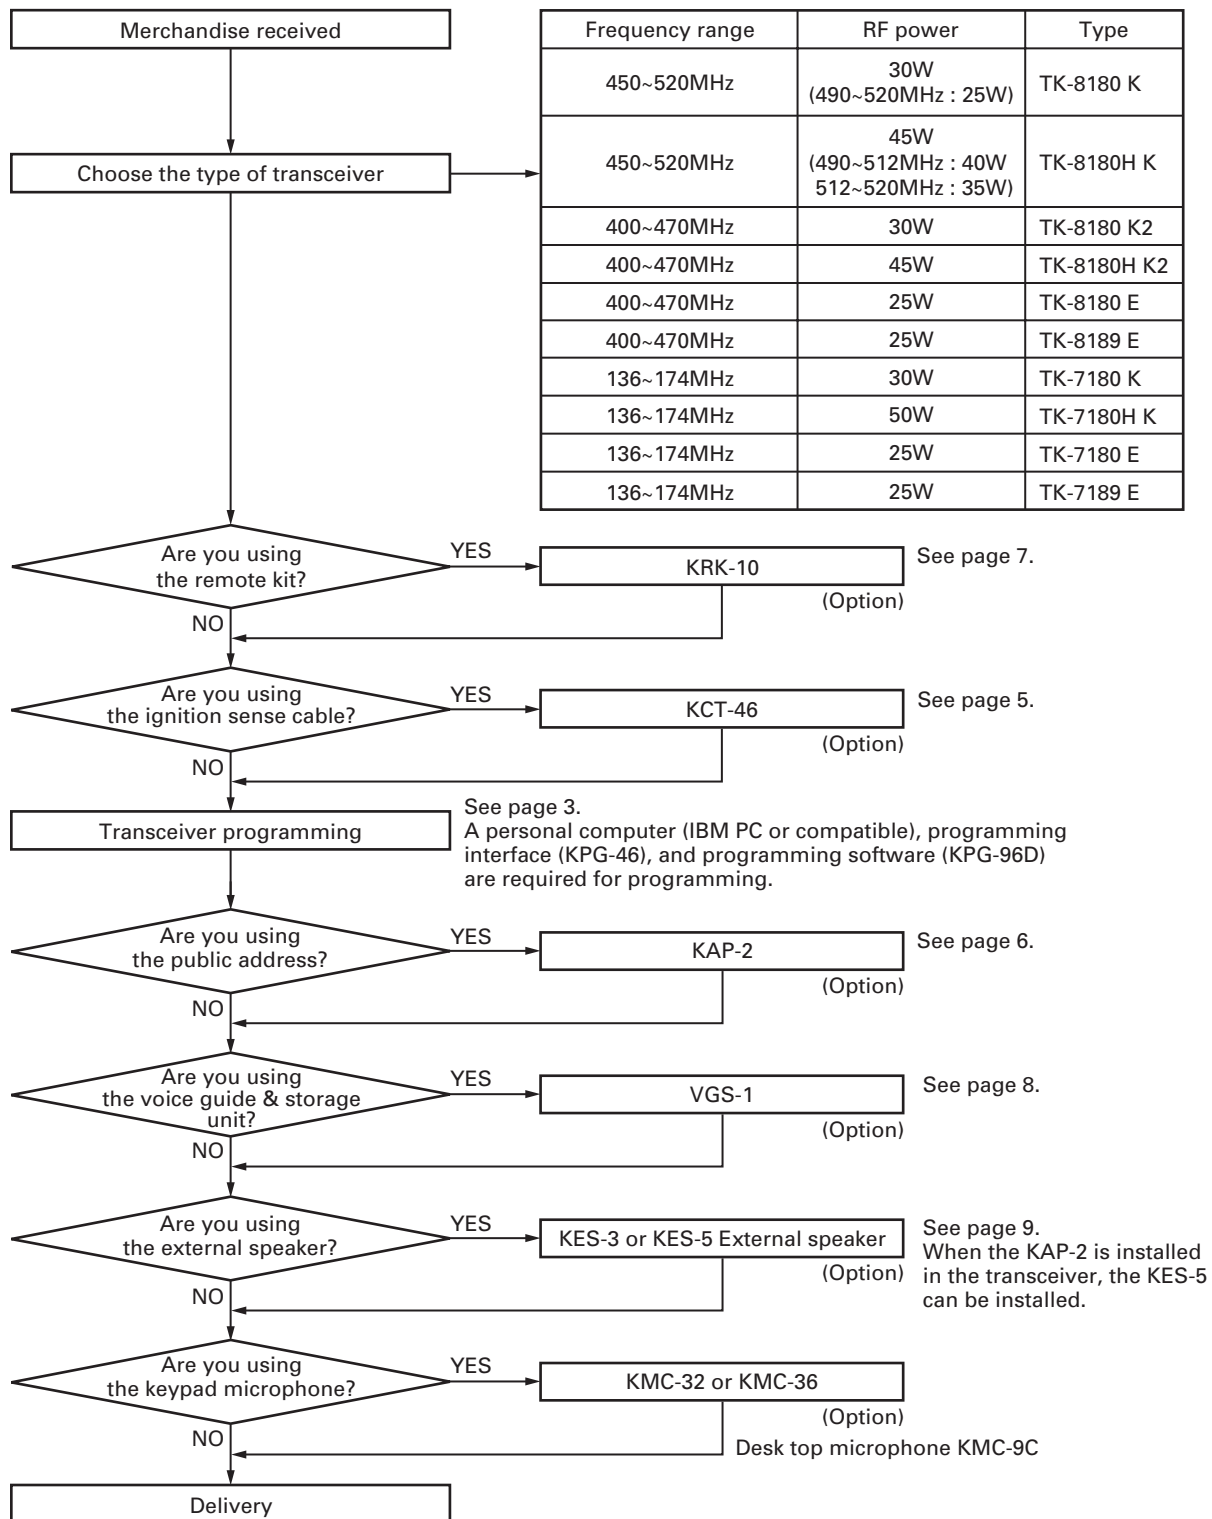 Merchandise received
Choose the type of transceiver
Frequency range RF power Type
450~520MHz 30W
(490~520MHz : 25W) TK-8180 K
450~520MHz 45W
(490~512MHz : 40W
512~520MHz : 35W) TK-8180H K
400~470MHz 30W TK-8180 K2
400~470MHz 45W TK-8180H K2
400~470MHz 25W TK-8180 E
400~470MHz 25W TK-8189 E
136~174MHz 30W TK-7180 K
136~174MHz 50W TK-7180H K
136~174MHz 25W TK-7180 E
136~174MHz 25W TK-7189 E
Are you using
the remote kit?
YES
KRK-10
See page 7.
(Option)
NO
Are you using
the ignition sense cable?
YES
KCT-46
See page 5.
(Option)
NO
Transceiver programming
See page 3.
A personal computer (IBM PC or compatible), programming
interface (KPG-46), and programming software (KPG-96D)
are required for programming.
Are you using
the public address?
YES
KAP-2
See page 6.
(Option)
NO
Are you using
the voice guide & storage
unit?
YES
VGS-1
See page 8.
(Option)
NO
Are you using
the external speaker?
YES
KES-3 or KES-5 External speaker
(Option)
See page 9.
When the KAP-2 is installed
in the transceiver, the KES-5
can be installed.
NO
Are you using
the keypad microphone?
YES
KMC-32 or KMC-36
(Option)
Desk top microphone KMC-9C
NO
Delivery